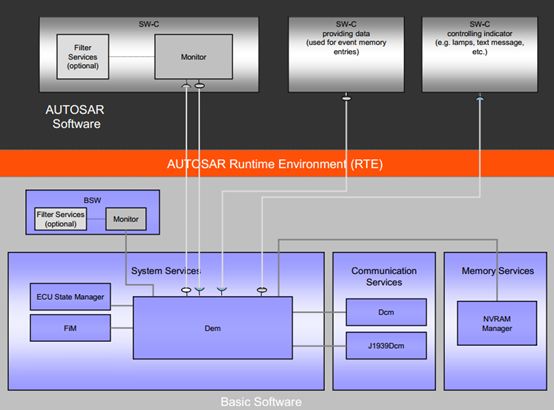 SW-C
Filter
Services
(optional)
Monitor
SW-C
providing data
(used for event memory
entries)
SW-C
controlling indicator
(e.g. lamps, text message,
etc.)
AUTOSAR
Software
AUTOSAR Runtime Environment (RTE)
BSW
Filter Services
(optional)
Monitor
System Services
ECU State Manager
FiM
Dem
Communication
Services
Dcm
J1939Dcm
Memory Services
NVRAM
Manager
Basic Software